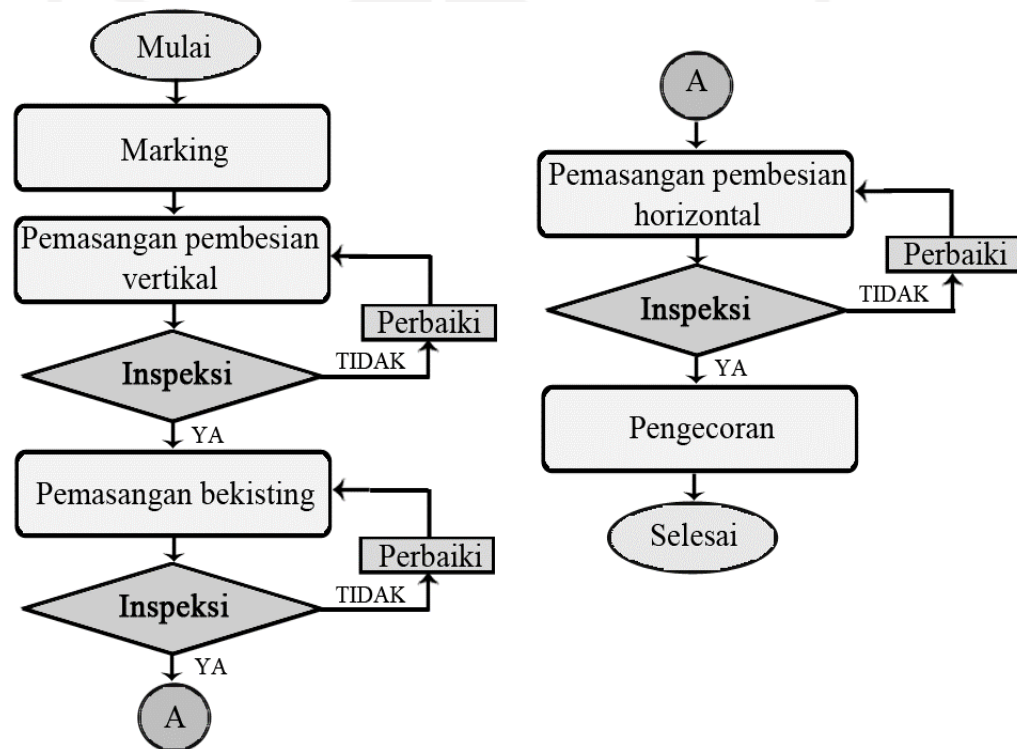 Mulai
Marking
Pemasangan pembesian
vertikal
Perbaiki
Inspeksi
TIDAK
YA
Pemasangan bekisting
Perbaiki
Inspeksi
TIDAK
YA
A
A
Pemasangan pembesian
horizontal
Perbaiki
Inspeksi
TIDAK
YA
Pengecoran
Selesai